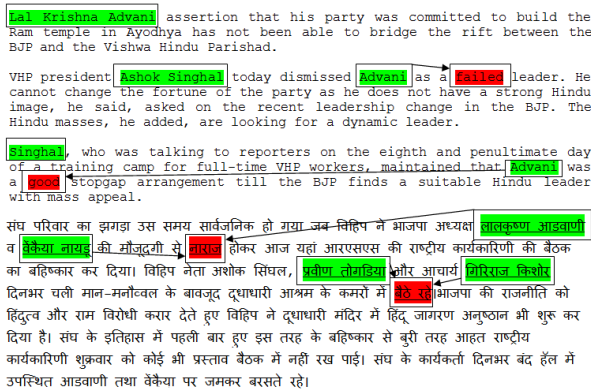 Lal Krishna Advani assertion that his party was committed to build the
Ram temple in Ayodhya has not been able to bridge the rift between the
BJP and the Vishwa Hindu Parishad.
VHP president Ashok Singhal today dismissed Advani as a failed leader. He
cannot change the fortune of the party as he does not have a strong Hindu
image, he said, asked on the recent leadership change in the BJP. The
Hindu masses, he added, are looking for a dynamic leader.
Singhal, who was talking to reporters on the eighth and penultimate day
of a training camp for full-time VHP workers, maintained that Advani was
a good stopgap arrangement till the BJP finds a suitable Hindu leader
with mass appeal.
संघ परिवार का झगड़ा उस समय सार्वजनिक हो गया जब विहिप ने भाजपा अध्यक्ष लालकृष्ण आडवाणी
व वेंकैया नायडू की मौजूदगी से नाराज होकर आज यहां आरएसएस की राष्ट्रीय कार्यकारिणी की बैठक
का बहिष्कार कर दिया। विहिप नेता अशोक सिंघल, प्रवीण तोगडिया और आचार्य गिरिराज किशोर
दिनभर चली मान-मनौव्वल के बावजूद दूधाधारी आश्रम के कमरों में बैठे रहे।भाजपा की राजनीति को
हिंदुत्व और राम विरोधी करार देते हुए विहिप ने दूधाधारी मंदिर में हिंदू जागरण अनुष्ठान भी शुरू कर
दिया है। संघ के इतिहास में पहली बार हुए इस तरह के बहिष्कार से बुरी तरह आहत राष्ट्रीय
कार्यकारिणी शुक्रवार को कोई भी प्रस्ताव बैठक में नहीं रख पाई। संघ के कार्यकर्ता दिनभर बंद हॅल में
उपस्थित आडवाणी तथा वेंकैया पर जमकर बरसते रहे।